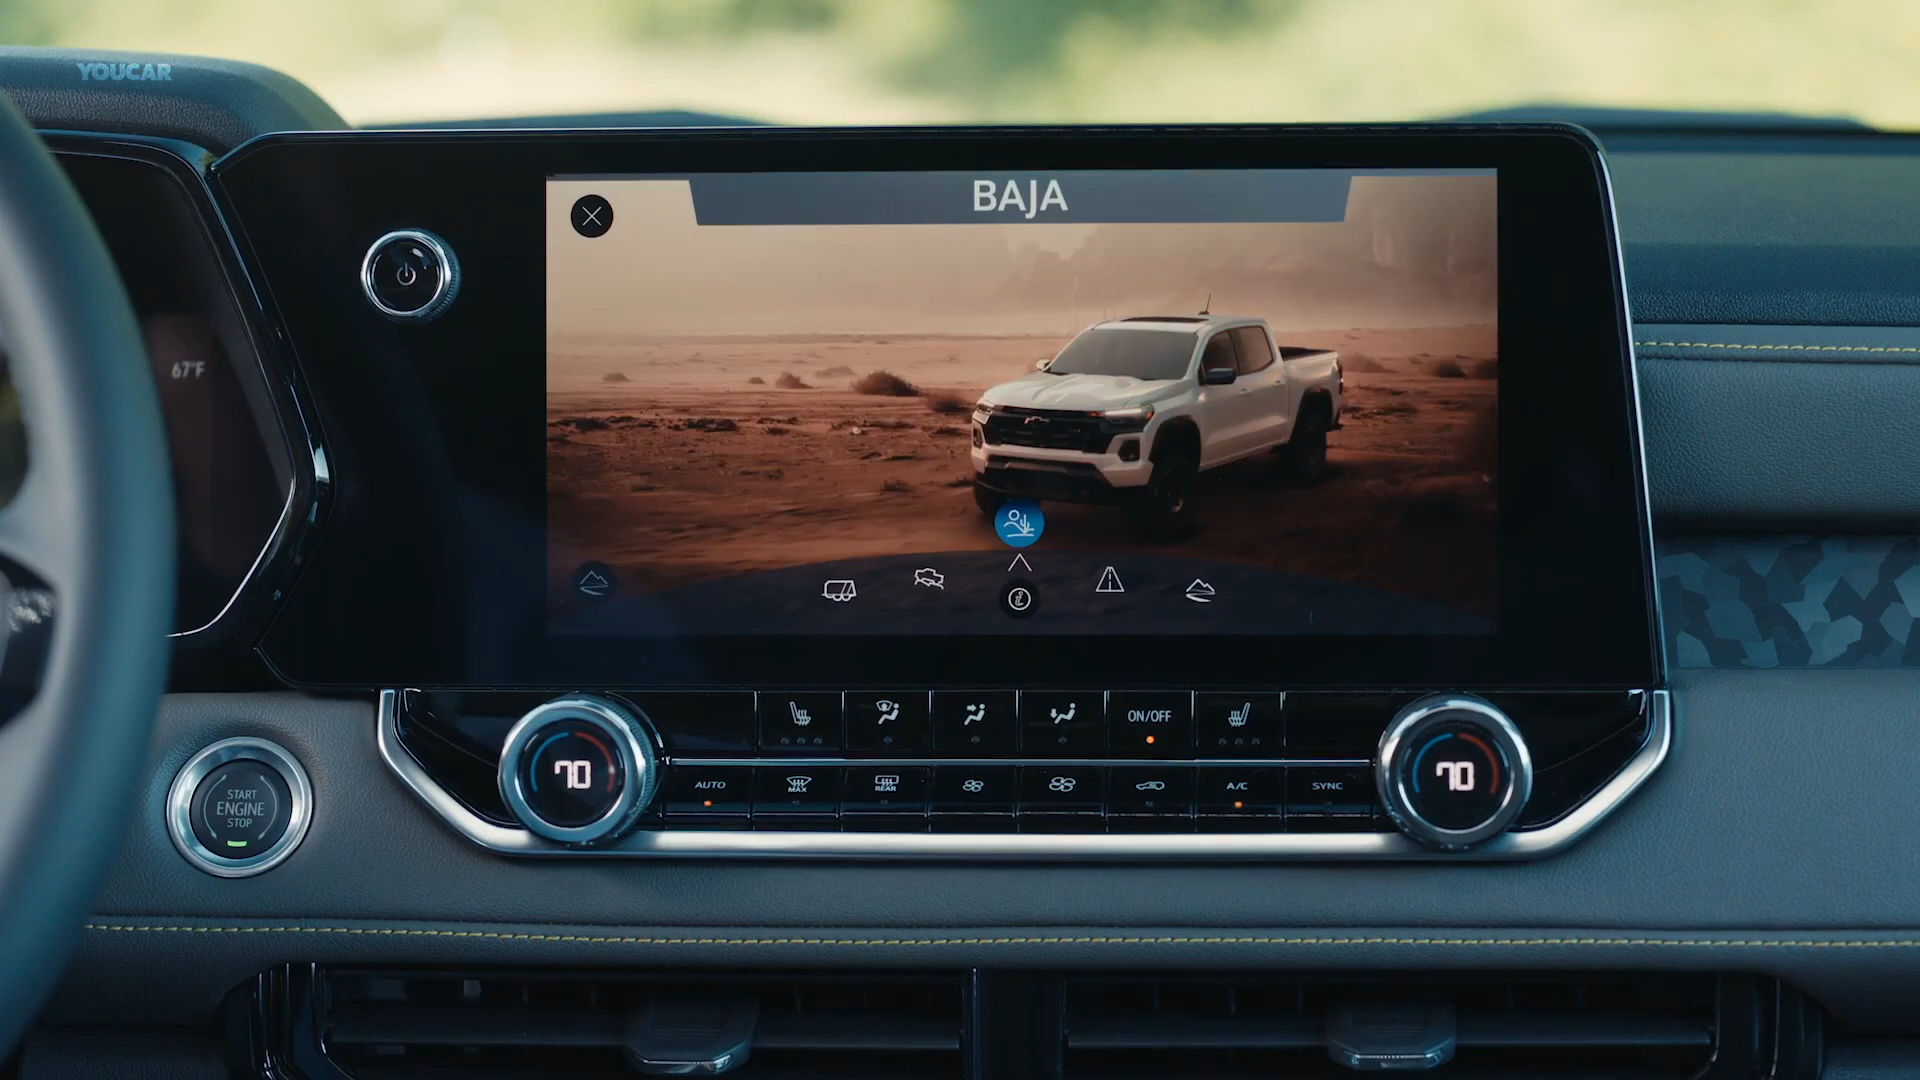 YOUCAR
BAJA
67°F
ON/OFF
70
70
AUTO
MAX
REAR
A/C
SYNC
START
ENGINE
STOP